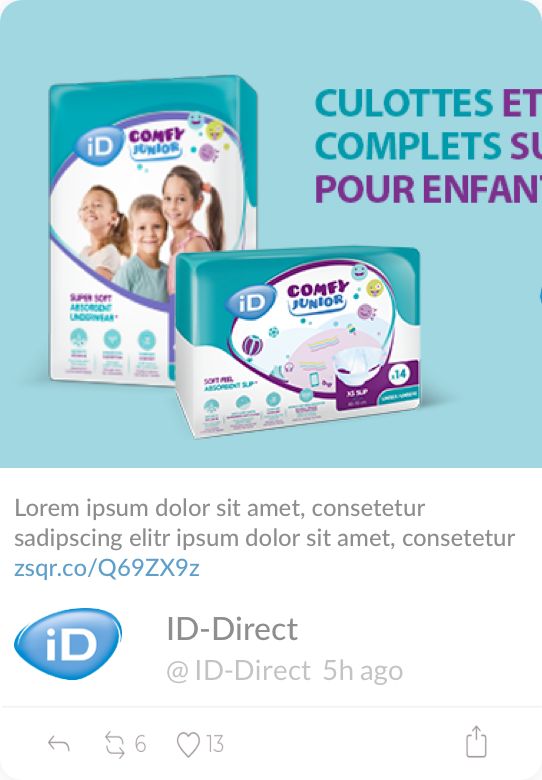 CULOTTES ET
COMPLETS SU
POUR ENFANT
iD
COMFY
JUNIOR
SUPER SOFT
ABSORBENT
UNDERWEAR
iD
COMFY
JUNIOR
SOFT FEEL
ABSORBENT SLIP
XS SLIP
x14
UNISEX
Lorem ipsum dolor sit amet, consetetur
sadipscing elitr ipsum dolor sit amet, consetetur
zsqr.co/Q69ZX9z
iD
ID-Direct
@ID-Direct 5h ago
6
13